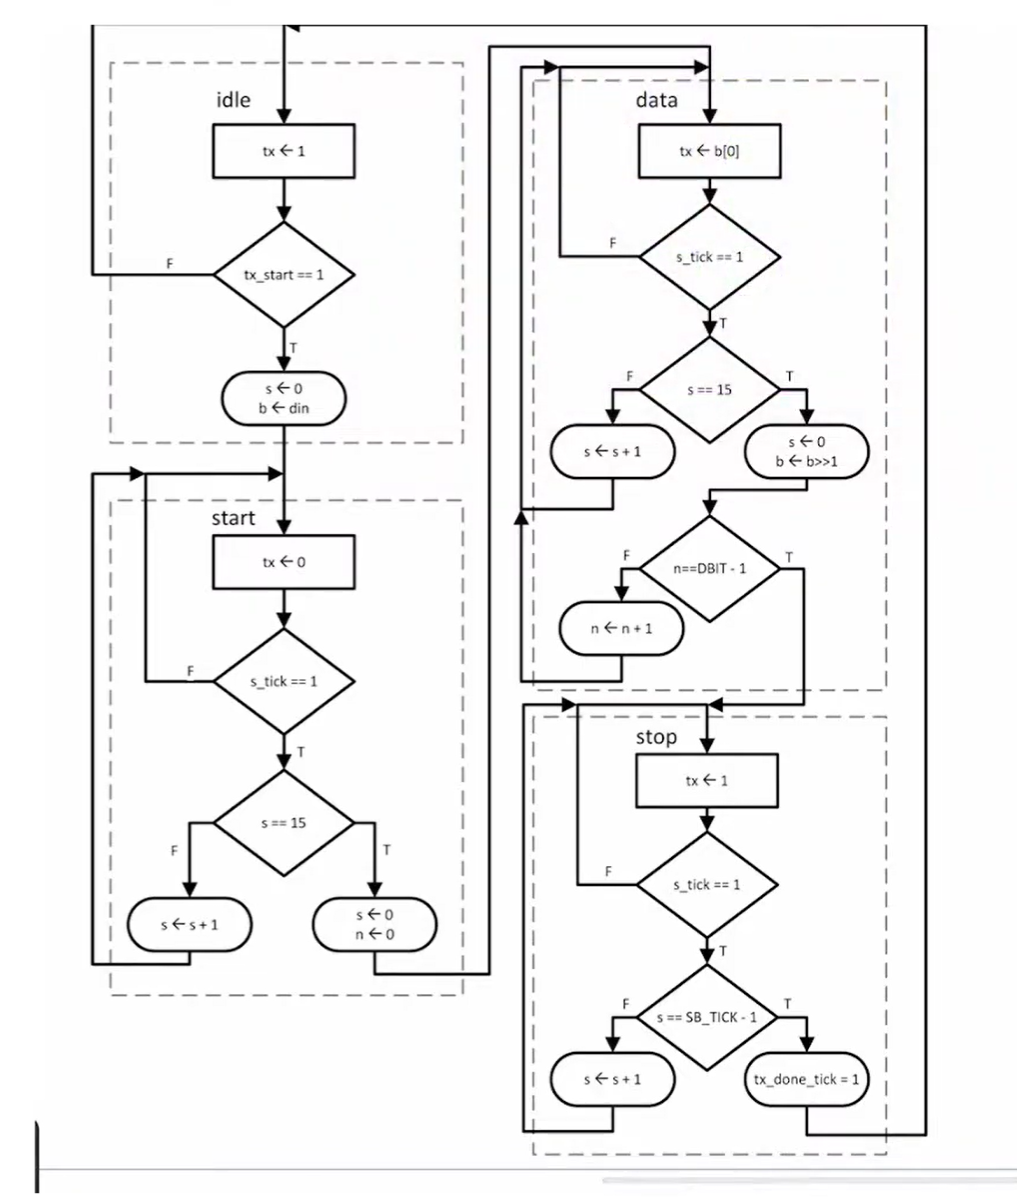 idle
tx ← 1
F
tx_start == 1
T
s ← 0
b ← din
start
tx ← 0
F
s_tick == 1
T
s == 15
F
T
s ← s + 1
s ← 0
n ← 0
data
tx ← b[0]
F
s_tick == 1
T
F
s == 15
T
s ← s + 1
s ← 0
b ← b>>1
F
n==DBIT - 1
T
n ← n + 1
stop
tx ← 1
F
s_tick == 1
T
F
s == SB_TICK - 1
T
s ← s + 1
tx_done_tick = 1